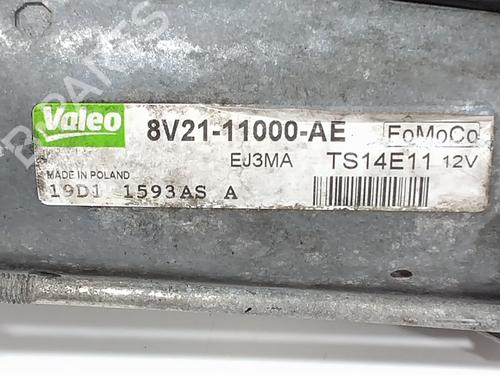 Valeo 8V21-11000-AE FoMoCo
EJ3MA TS14E11 12V
MADE IN POLAND
19D1 1593AS A